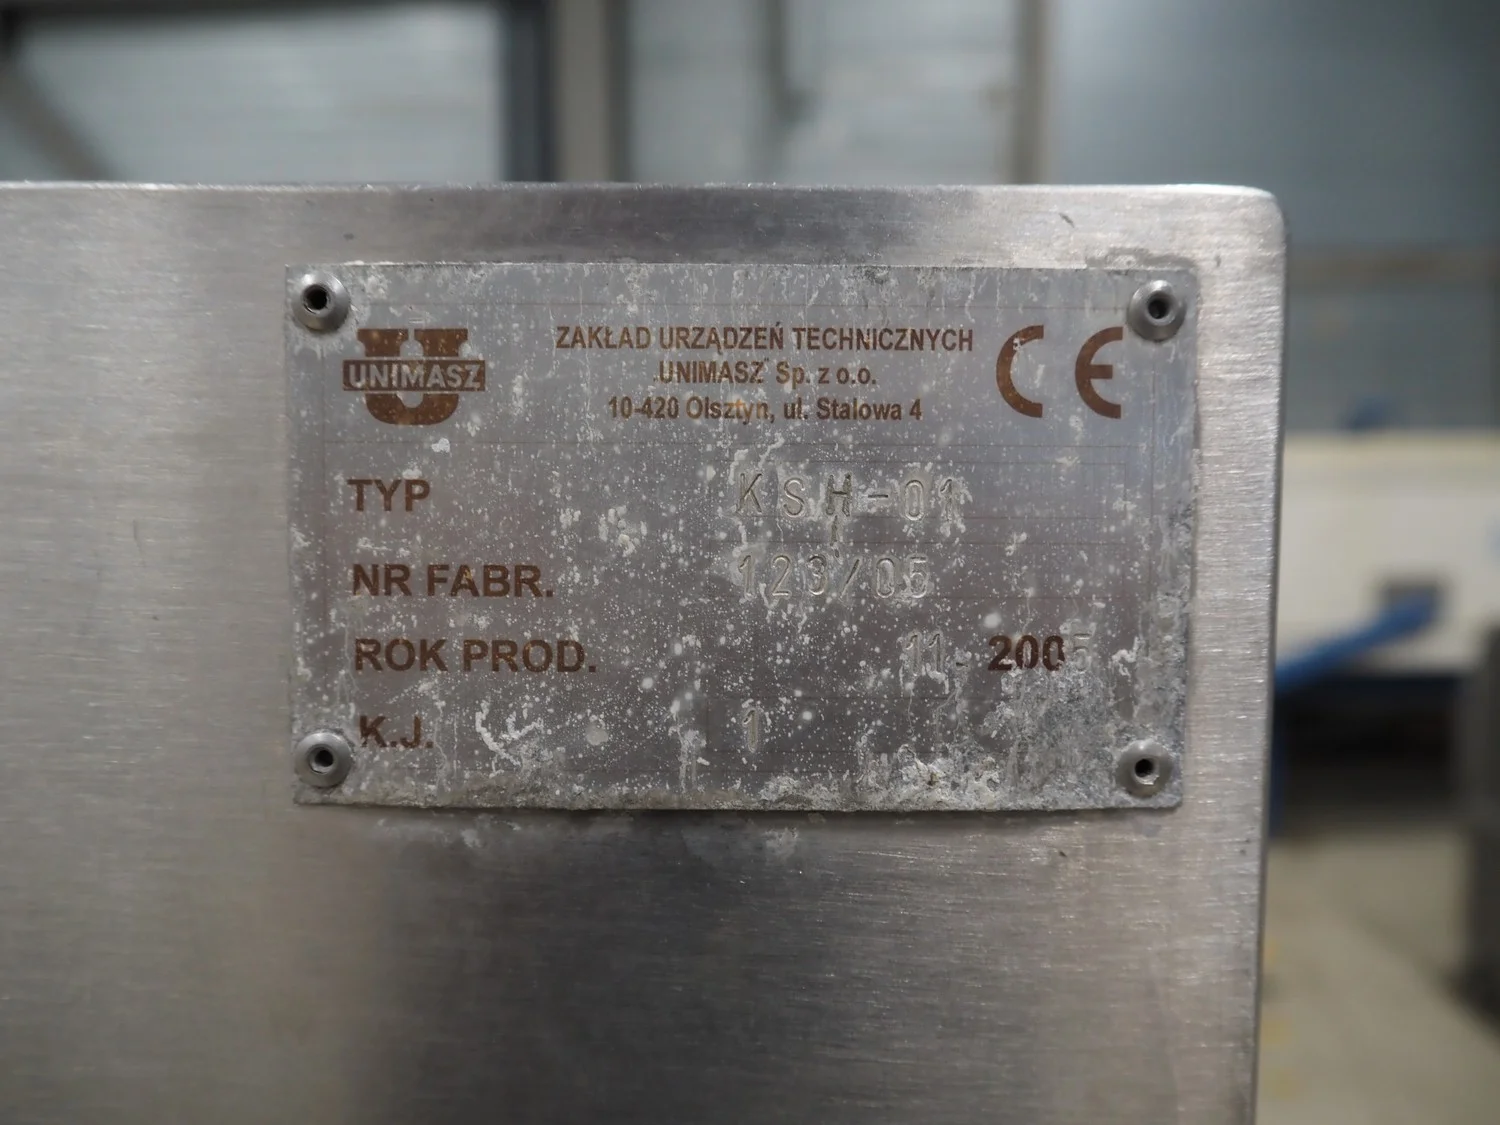 UNIMASZ
ZAKŁAD URZĄDZEŃ TECHNICZNYCH
„UNIMASZ” Sp. z o.o.
10-420 Olsztyn, ul. Stalowa 4
CE
TYP KSH-01
NR FABR. 123/05
ROK PROD. 11. 2005
K.J. 1